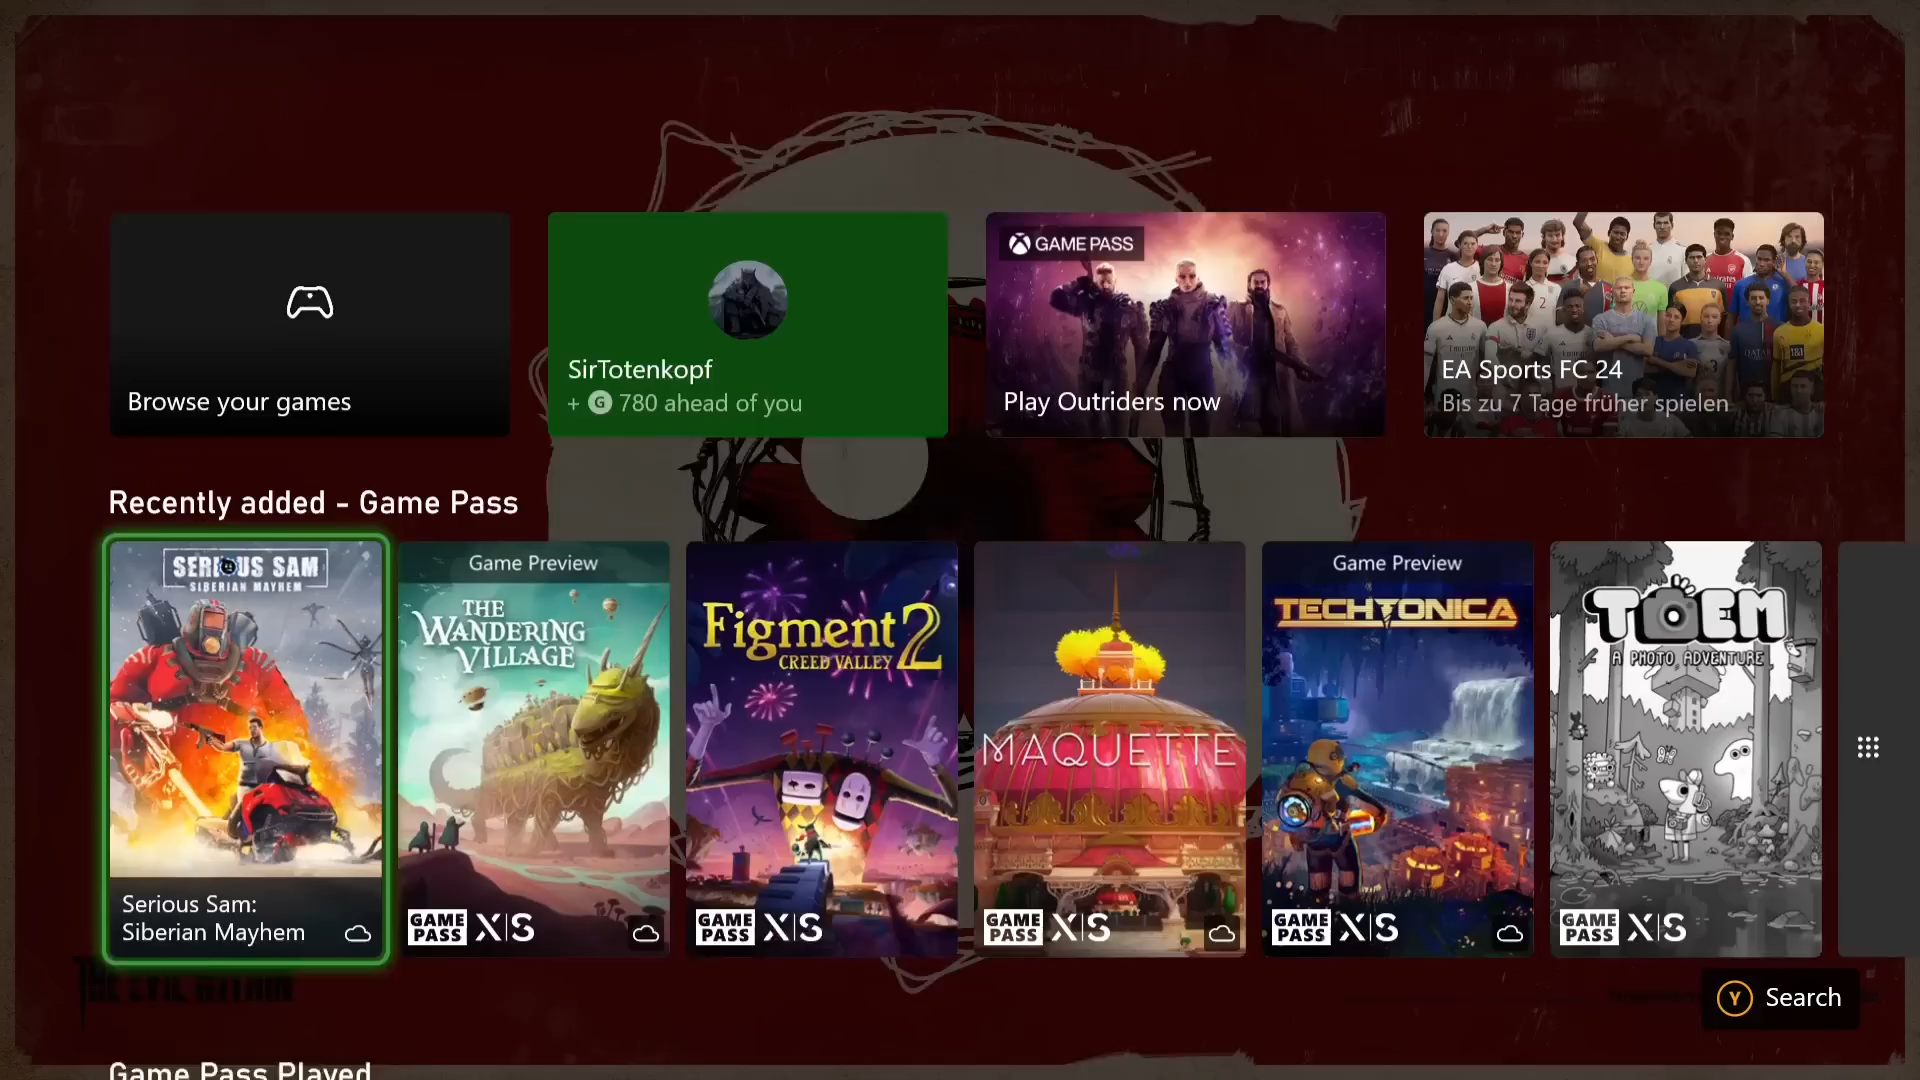 Browse your games
SirTotenkopf
+ G 780 ahead of you
GAME PASS
Play Outriders now
EA Sports FC 24
Bis zu 7 Tage früher spielen
Recently added - Game Pass
SERIOUS SAM
SIBERIAN MAYHEM
Serious Sam:
Siberian Mayhem
Game Preview
THE
WANDERING
VILLAGE
GAME
PASS X|S
Figment 2
CREED VALLEY
GAME
PASS X|S
MAQUETTE
GAME
PASS X|S
Game Preview
TECHTONICA
GAME
PASS X|S
TOEM
A PHOTO ADVENTURE
GAME
PASS X|S
THE EVIL WITHIN
Y Search
Game Pass Played